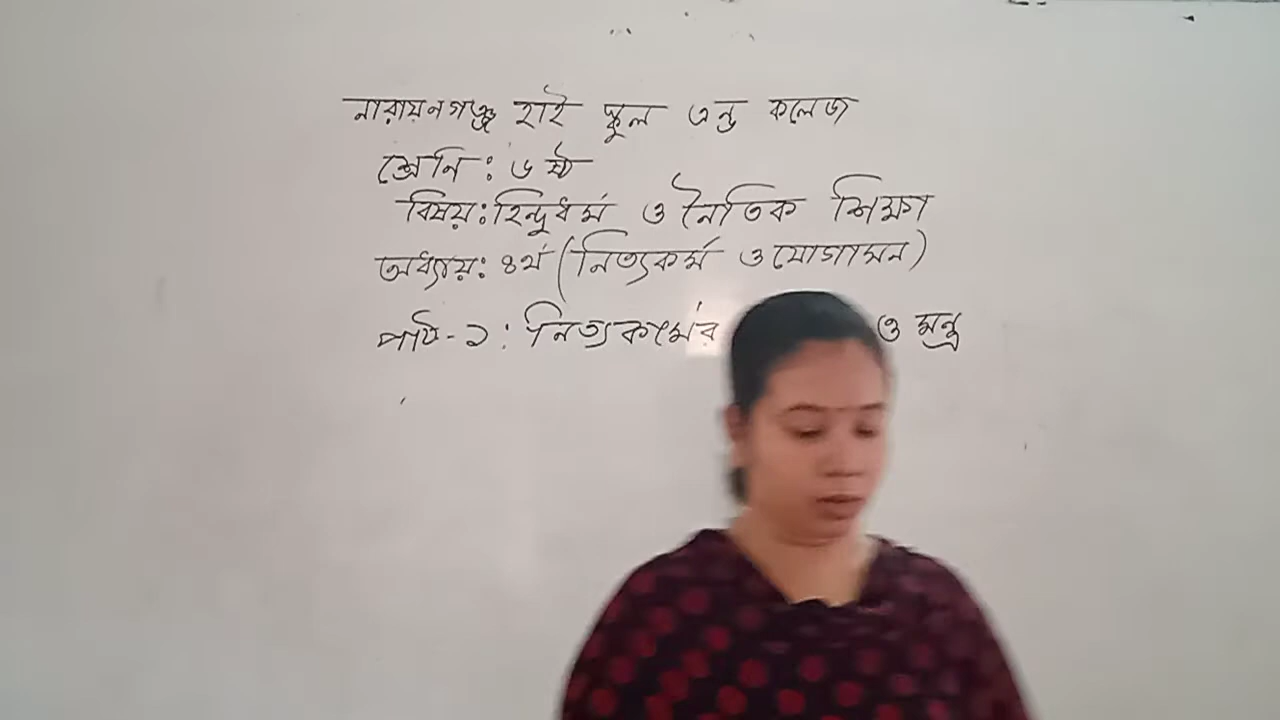 নারায়নগঞ্জ হাই স্কুল এন্ড কলেজ
শ্রেনি : ৬ষ্ঠ
বিষয় : হিন্দুধর্ম ও নৈতিক শিক্ষা
অধ্যায় : ৪র্থ (নিত্যকর্ম ও যোগাসন)
পাঠ - ১ : নিত্যকর্মের ও মন্ত্র